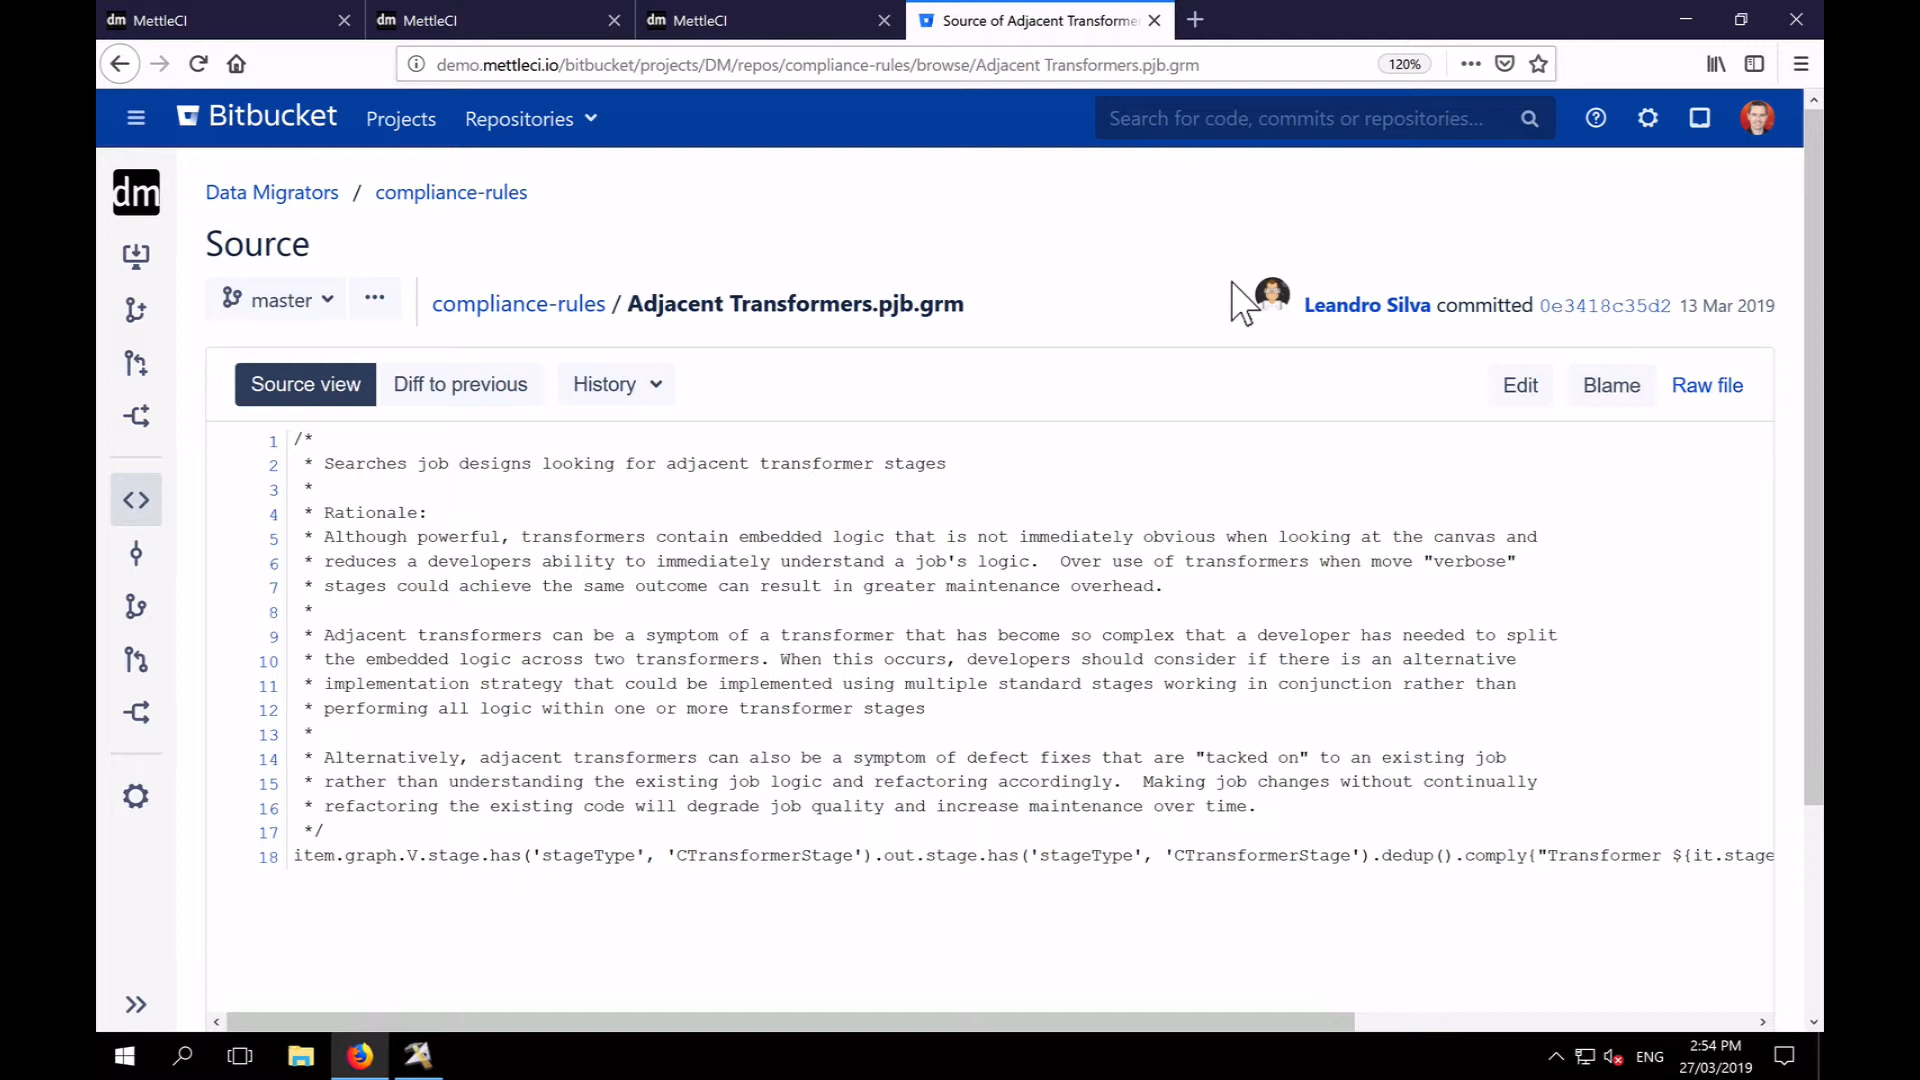 dm MettleCI
dm MettleCI
dm MettleCI
Source of Adjacent Transforme
demo.mettleci.io/bitbucket/projects/DM/repos/compliance-rules/browse/Adjacent Transformers.pjb.grm
120%
Bitbucket
Projects
Repositories
Search for code, commits or repositories...
dm
Data Migrators / compliance-rules
Source
master
compliance-rules / Adjacent Transformers.pjb.grm
Leandro Silva committed 0e3418c35d2 13 Mar 2019
Source view
Diff to previous
History
Edit
Blame
Raw file
1 /*
2 * Searches job designs looking for adjacent transformer stages
3 *
4 * Rationale:
5 * Although powerful, transformers contain embedded logic that is not immediately obvious when looking at the canvas and
6 * reduces a developers ability to immediately understand a job's logic.  Over use of transformers when move "verbose"
7 * stages could achieve the same outcome can result in greater maintenance overhead.
8 *
9 * Adjacent transformers can be a symptom of a transformer that has become so complex that a developer has needed to split
10 * the embedded logic across two transformers. When this occurs, developers should consider if there is an alternative
11 * implementation strategy that could be implemented using multiple standard stages working in conjunction rather than
12 * performing all logic within one or more transformer stages
13 *
14 * Alternatively, adjacent transformers can also be a symptom of defect fixes that are "tacked on" to an existing job
15 * rather than understanding the existing job logic and refactoring accordingly.  Making job changes without continually
16 * refactoring the existing code will degrade job quality and increase maintenance over time.
17 */
18 item.graph.V.stage.has('stageType', 'CTransformerStage').out.stage.has('stageType', 'CTransformerStage').dedup().comply{"Transformer ${it.stage
ENG
2:54 PM
27/03/2019